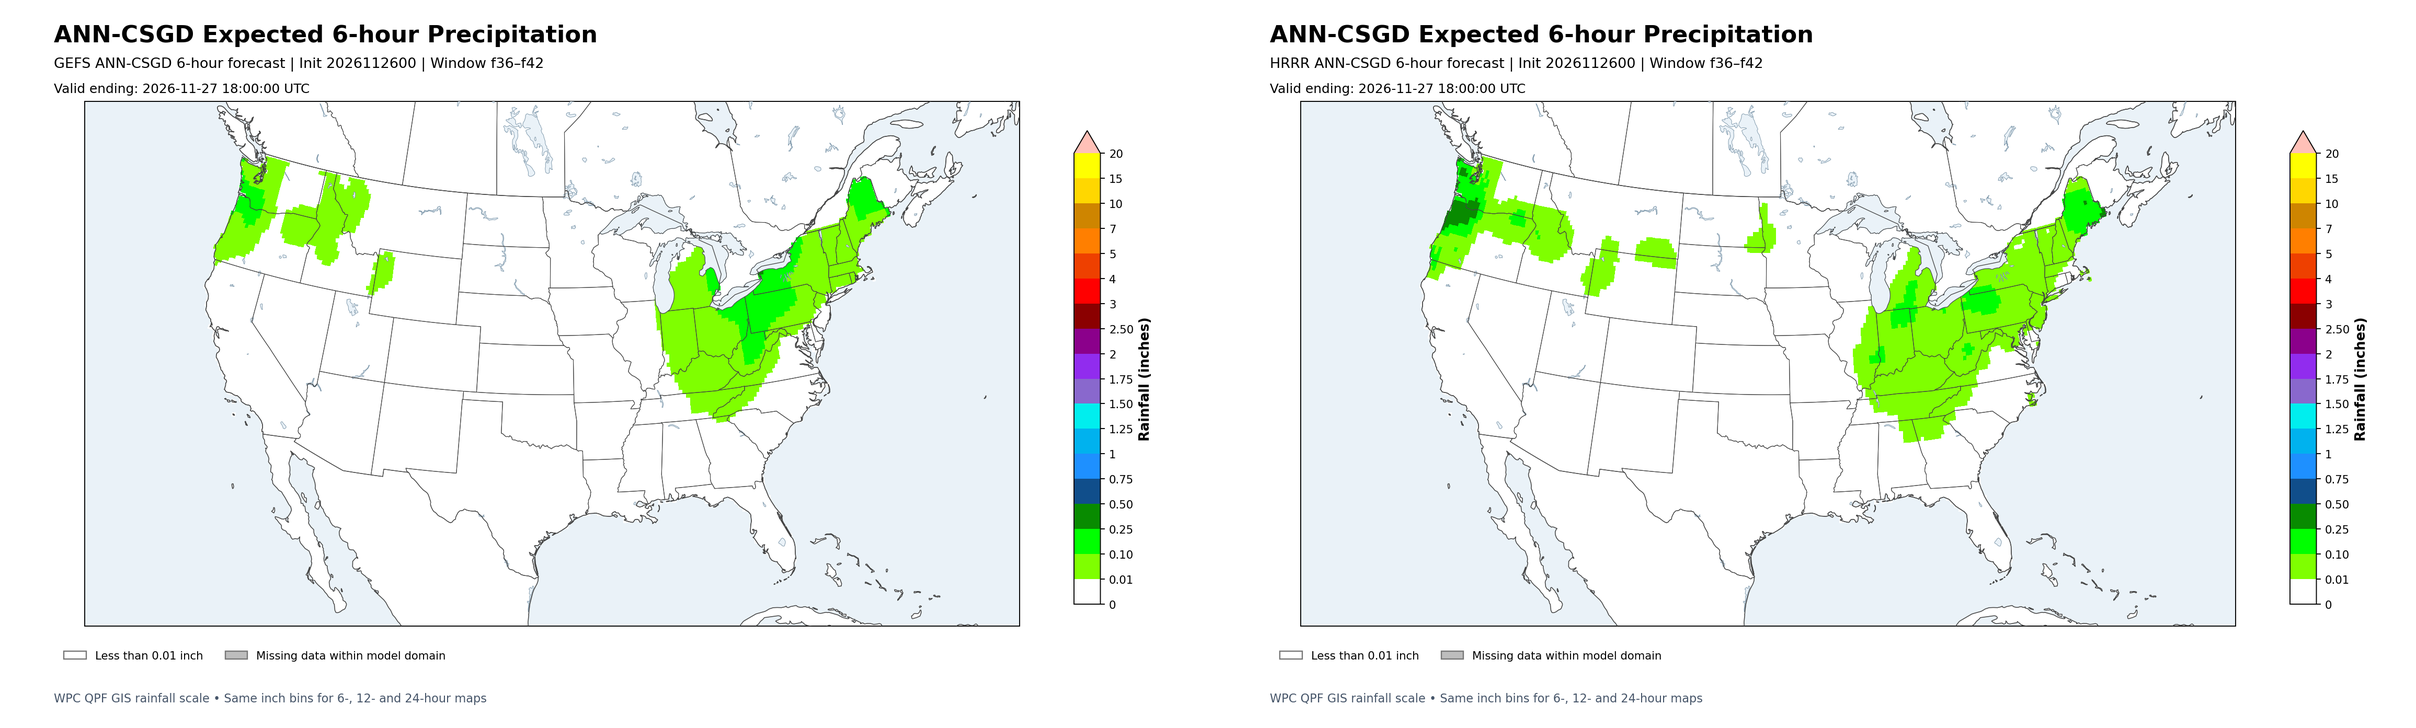 ANN-CSGD Expected 6-hour Precipitation
GEFS ANN-CSGD 6-hour forecast | Init 2026112600 | Window f36–f42
Valid ending: 2026-11-27 18:00:00 UTC
20
15
10
7
5
4
3
2.50
2
1.75
1.50
1.25
1
0.75
0.50
0.25
0.10
0.01
0
Rainfall (inches)
Less than 0.01 inch
Missing data within model domain
WPC QPF GIS rainfall scale • Same inch bins for 6-, 12- and 24-hour maps
ANN-CSGD Expected 6-hour Precipitation
HRRR ANN-CSGD 6-hour forecast | Init 2026112600 | Window f36–f42
Valid ending: 2026-11-27 18:00:00 UTC
20
15
10
7
5
4
3
2.50
2
1.75
1.50
1.25
1
0.75
0.50
0.25
0.10
0.01
0
Rainfall (inches)
Less than 0.01 inch
Missing data within model domain
WPC QPF GIS rainfall scale • Same inch bins for 6-, 12- and 24-hour maps